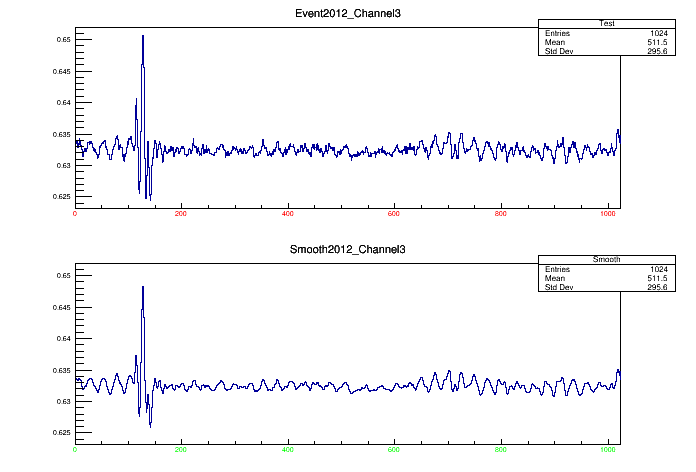 Event2012_Channel3
Test
Entries 1024
Mean 511.5
Std Dev 295.6
0.65
0.645
0.64
0.635
0.63
0.625
0 200 400 600 800 1000
Smooth2012_Channel3
Smooth
Entries 1024
Mean 511.5
Std Dev 295.6
0.65
0.645
0.64
0.635
0.63
0.625
0 200 400 600 800 1000